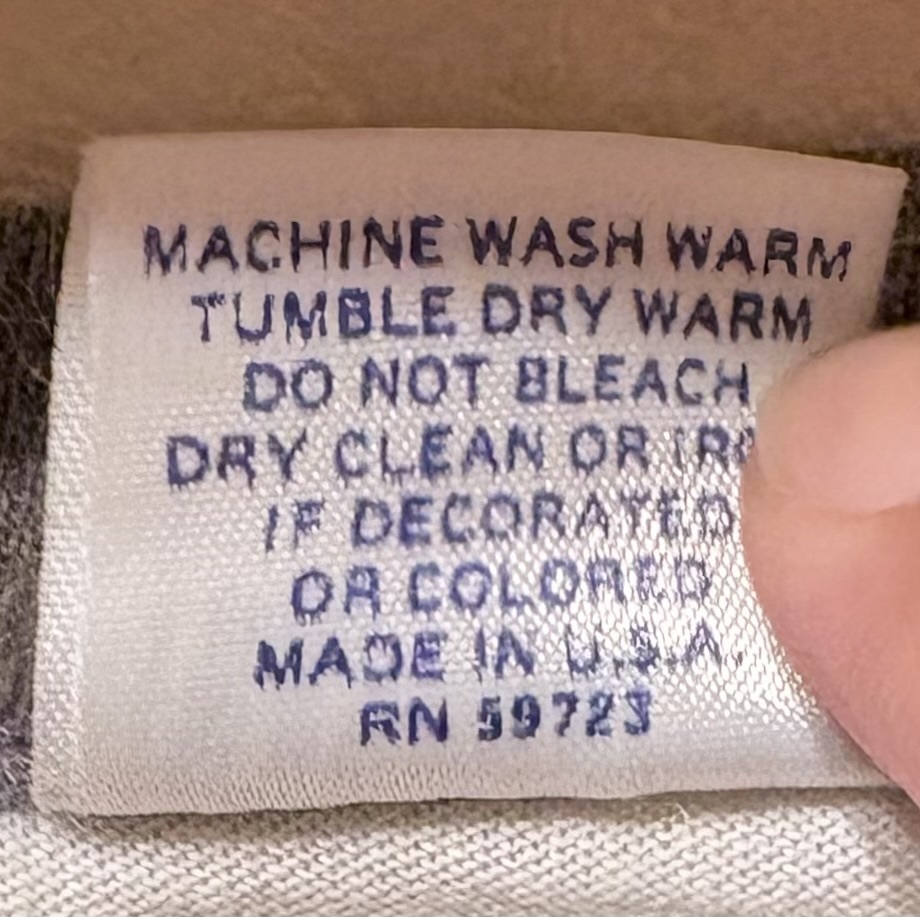 MACHINE WASH WARM
TUMBLE DRY WARM
DO NOT BLEACH
DRY CLEAN OR
IF DECORATED
OR COLORED
MADE IN U.S.A.
RN 59723